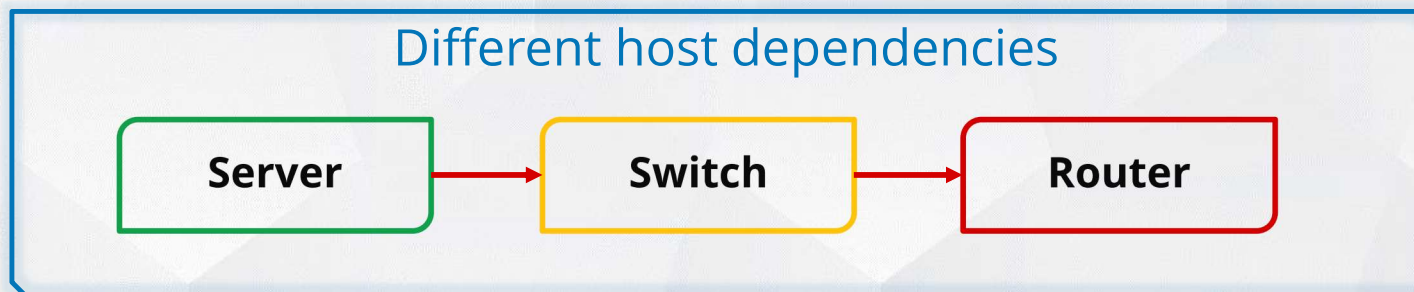 Different host dependencies
Server
Switch
Router